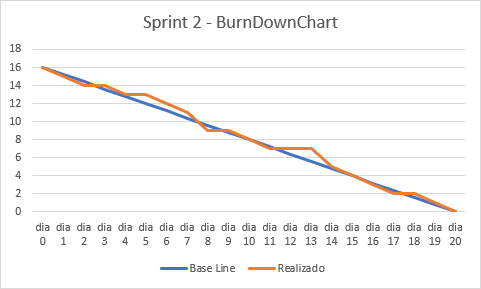 Sprint 2 - BurnDownChart
18
16
14
12
10
8
6
4
2
0
dia dia dia dia dia dia dia dia dia dia dia dia dia dia dia dia dia dia dia dia dia
0 1 2 3 4 5 6 7 8 9 10 11 12 13 14 15 16 17 18 19 20
Base Line Realizado